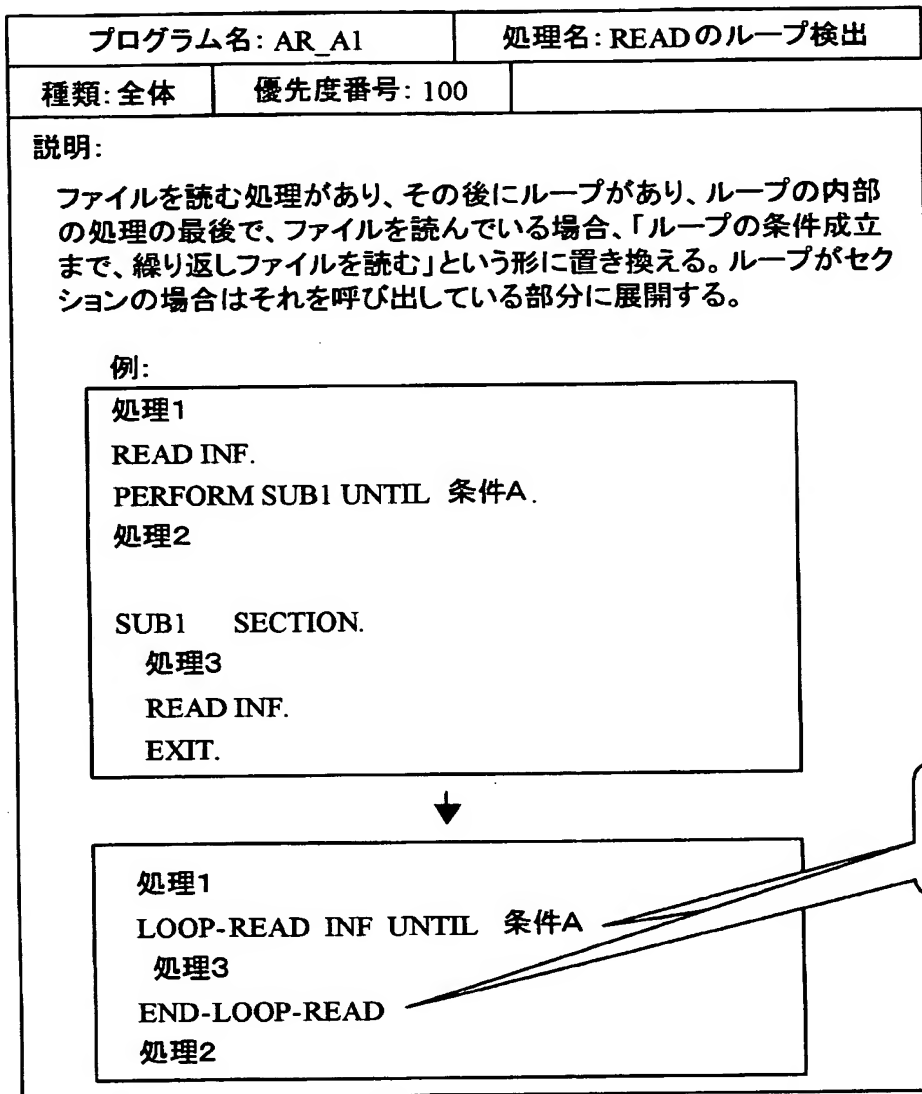 プログラム名: AR_A1 処理名: READのループ検出
種類: 全体 優先度番号: 100
説明:
ファイルを読む処理があり、その後にループがあり、ループの内部
の処理の最後で、ファイルを読んでいる場合、「ループの条件成立
まで、繰り返しファイルを読む」という形に置き換える。ループがセク
ションの場合はそれを呼び出している部分に展開する。
例:
処理1
READ INF.
PERFORM SUB1 UNTIL 条件A.
処理2
SUB1 SECTION.
処理3
READ INF.
EXIT.
処理1
LOOP-READ INF UNTIL 条件A
処理3
END-LOOP-READ
処理2